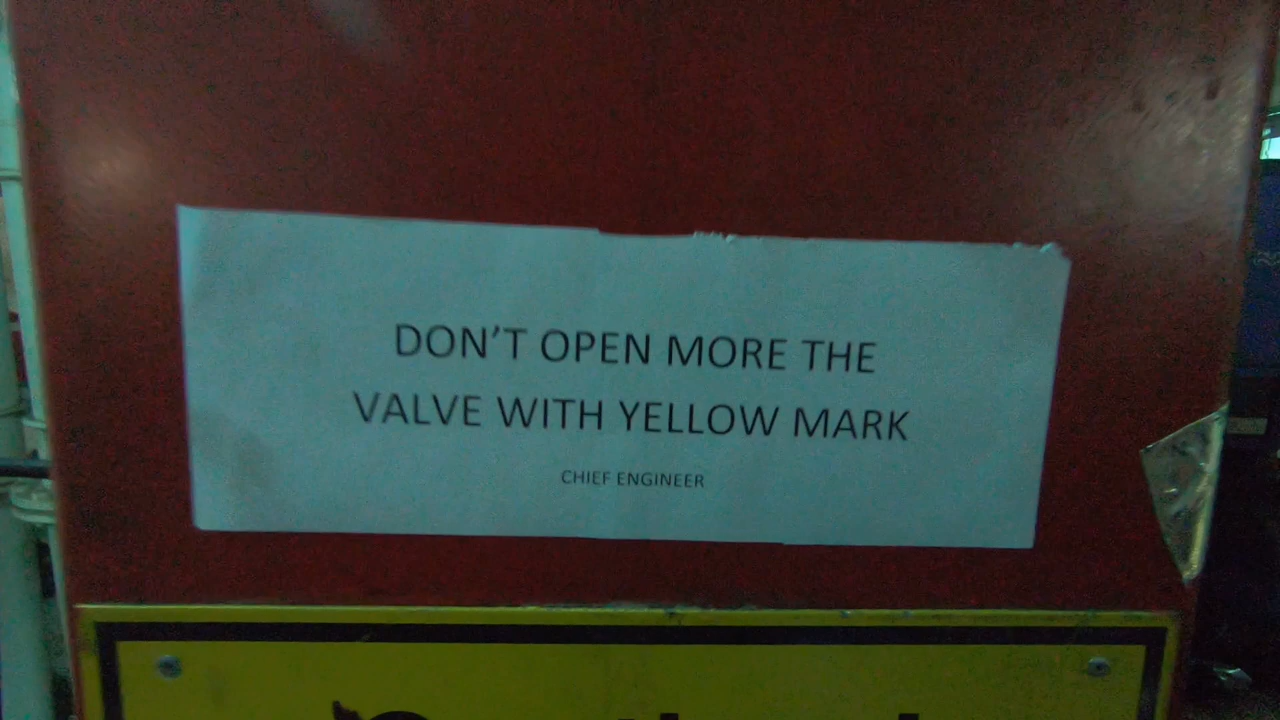 DON'T OPEN MORE THE
VALVE WITH YELLOW MARK
CHIEF ENGINEER